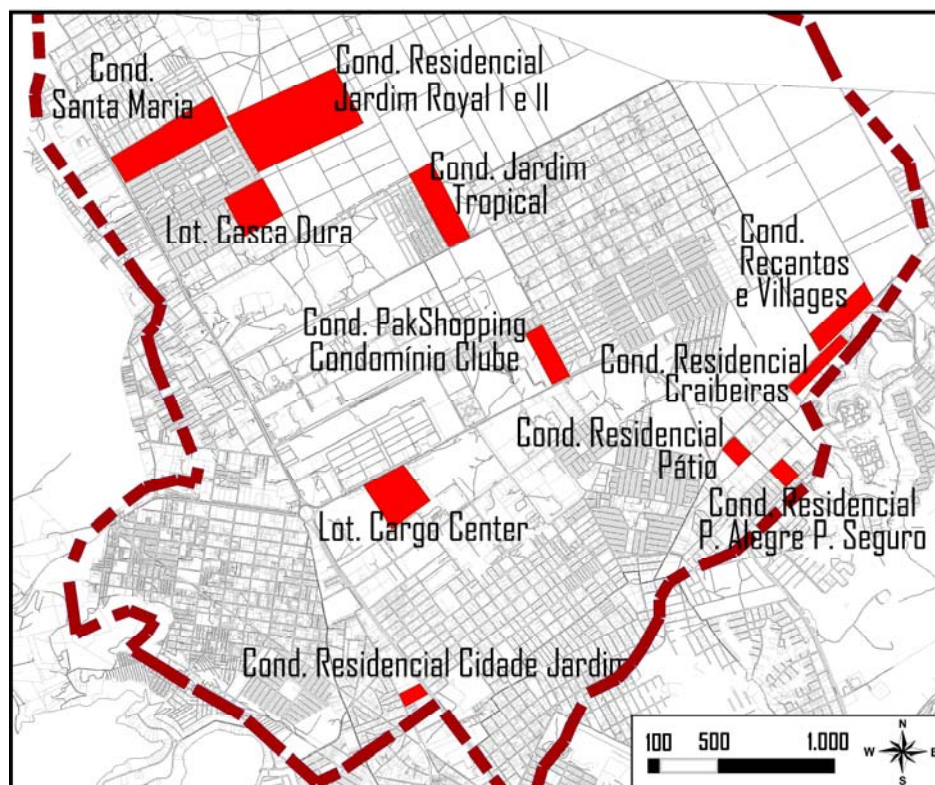 Cond.
Santa Maria
Cond. Residencial
Jardim Royal I e II
Cond. Jardim
Tropical
Lot. Casca Dura
Cond.
Recantos
e Villages
Cond. PakShopping
Condomínio Clube
Cond. Residencial
Craibeiras
Cond. Residencial
Pátio
Lot. Cargo Center
Cond. Residencial
P. Alegre P. Seguro
Cond. Residencial Cidade Jardim
100 500 1.000
N
W E
S